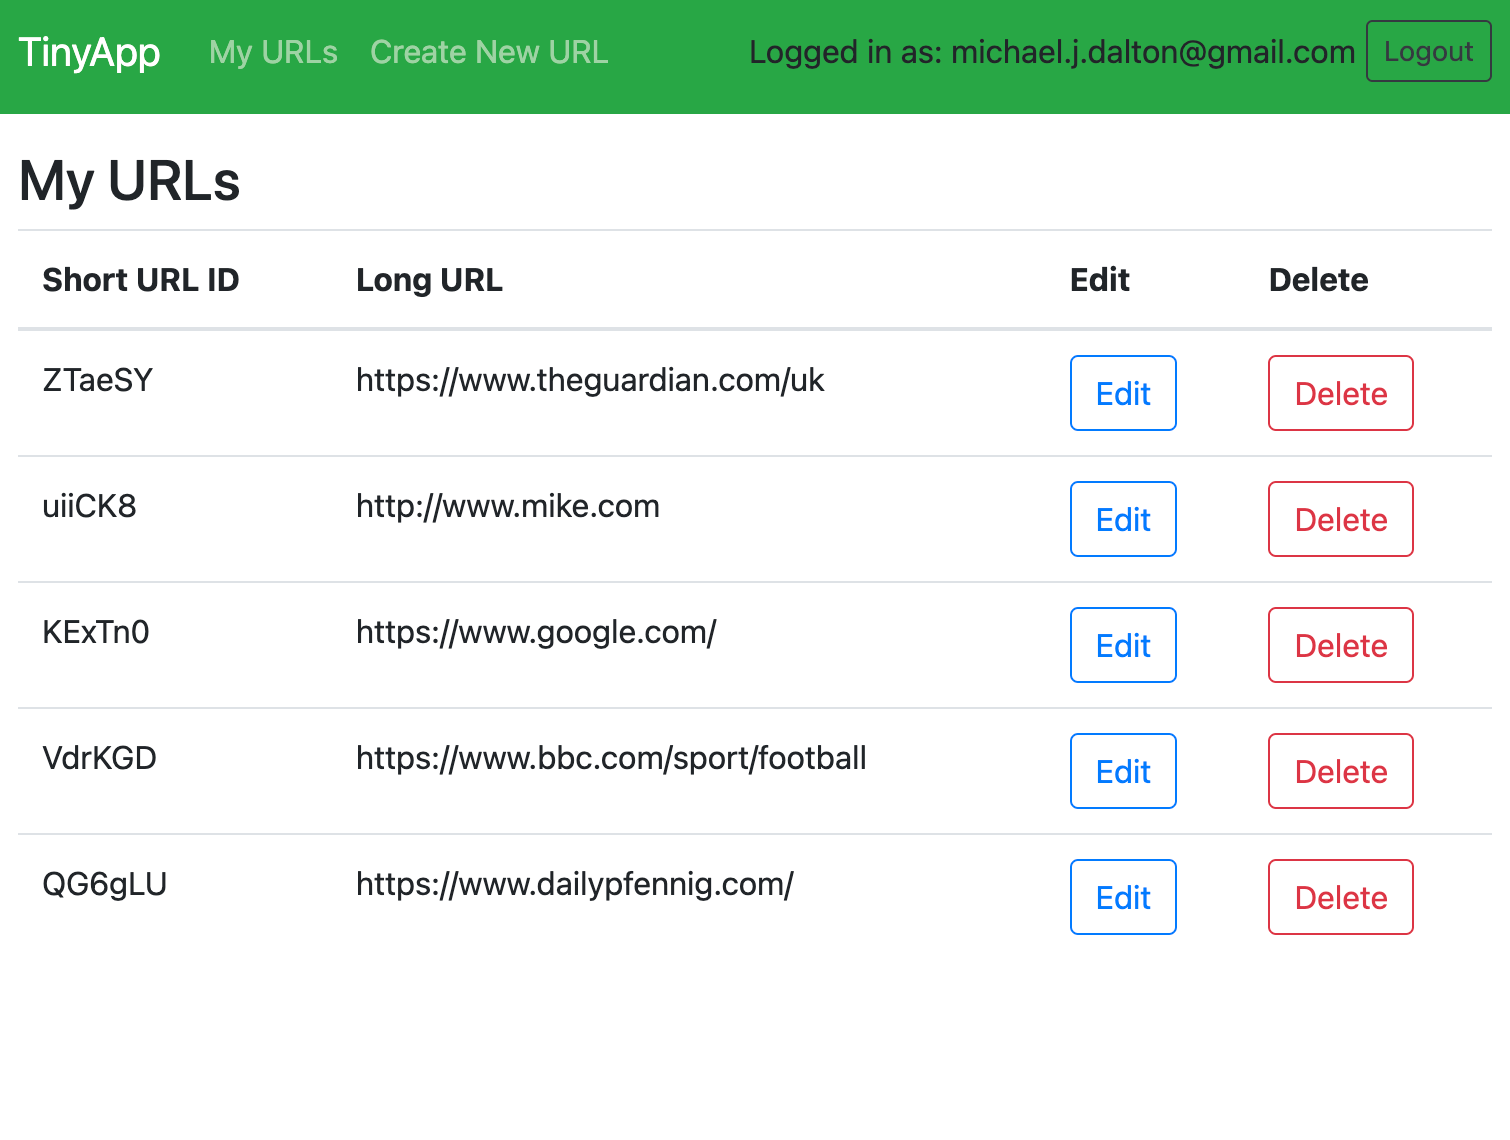 TinyApp My URLs Create New URL Logged in as: michael.j.dalton@gmail.com Logout
My URLs
Short URL ID Long URL Edit Delete
ZTaeSY https://www.theguardian.com/uk Edit Delete
uiiCK8 http://www.mike.com Edit Delete
KExTn0 https://www.google.com/ Edit Delete
VdrKGD https://www.bbc.com/sport/football Edit Delete
QG6gLU https://www.dailypfennig.com/ Edit Delete